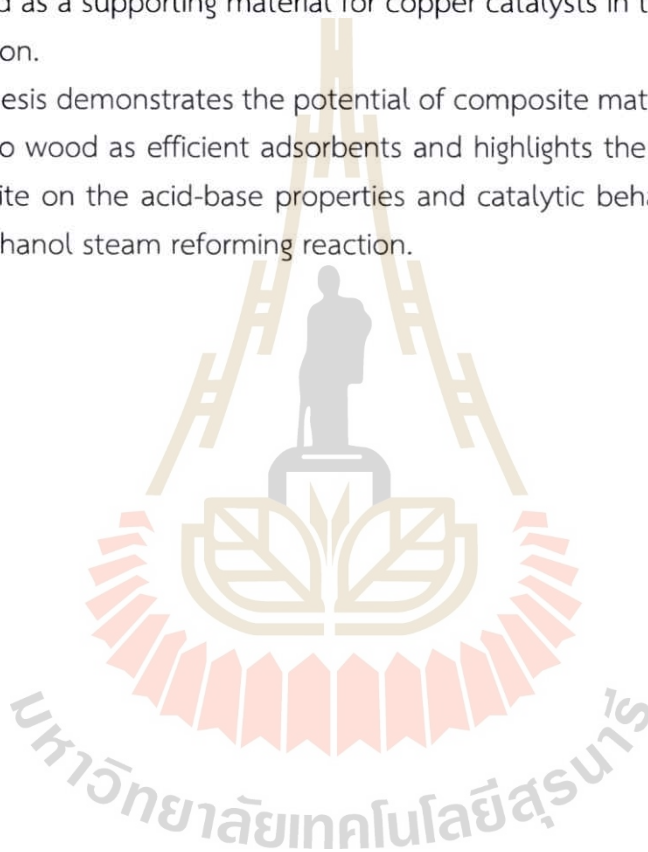 as a supporting material for copper catalysts in
on.
esis demonstrates the potential of composite mat
o wood as efficient adsorbents and highlights the
ite on the acid-base properties and catalytic beh
hanol steam reforming reaction.
มหาวิทยาลัยเทคโนโลยีสุรนารี